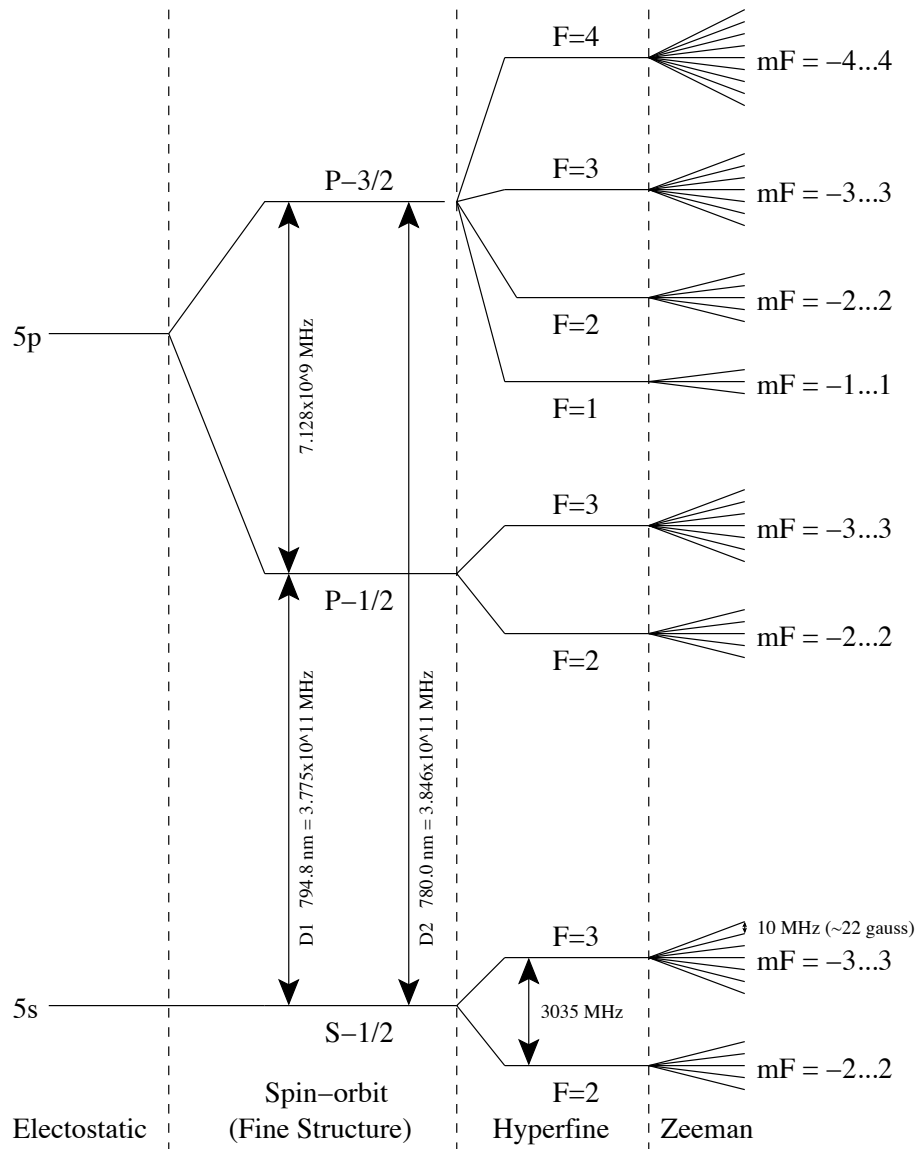 F=4
mF = −4...4
P−3/2
F=3
mF = −3...3
F=2
mF = −2...2
5p
7.128x10^9 MHz
F=1
mF = −1...1
F=3
mF = −3...3
P−1/2
F=2
mF = −2...2
D1 794.8 nm = 3.775x10^11 MHz
D2 780.0 nm = 3.846x10^11 MHz
10 MHz (~22 gauss)
F=3
mF = −3...3
5s
3035 MHz
S−1/2
F=2
mF = −2...2
Spin−orbit
Electostatic
(Fine Structure)
Hyperfine
Zeeman